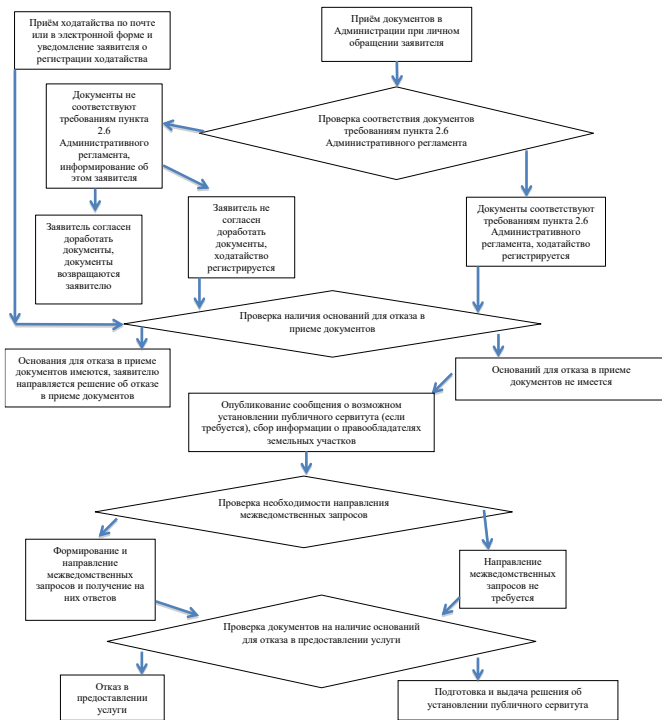 Приём ходатайства по почте
или в электронной форме и
уведомление заявителя о
регистрации ходатайства
Приём документов в
Администрации при личном
обращении заявителя
Документы не
соответствуют
требованиям пункта
2.6
Административного
регламента,
информирование об
этом заявителя
Проверка соответствия документов
требованиям пункта 2.6
Административного регламента
Заявитель согласен
доработать
документы,
документы
возвращаются
заявителю
Заявитель не
согласен
доработать
документы,
ходатайство
регистрируется
Документы соответствуют
требованиям пункта 2.6
Административного
регламента, ходатайство
регистрируется
Проверка наличия оснований для отказа в
приеме документов
Основания для отказа в приеме
документов имеются, заявителю
направляется решение об отказе
в приеме документов
Оснований для отказа в приеме
документов не имеется
Опубликование сообщения о возможном
установлении публичного сервитута (если
требуется), сбор информации о правообладателях
земельных участков
Проверка необходимости направления
межведомственных запросов
Формирование и
направление
межведомственных
запросов и получение на
них ответов
Направление
межведомственных
запросов не
требуется
Проверка документов на наличие оснований
для отказа в предоставлении услуги
Отказ в
предоставлении
услуги
Подготовка и выдача решения об
установлении публичного сервитута